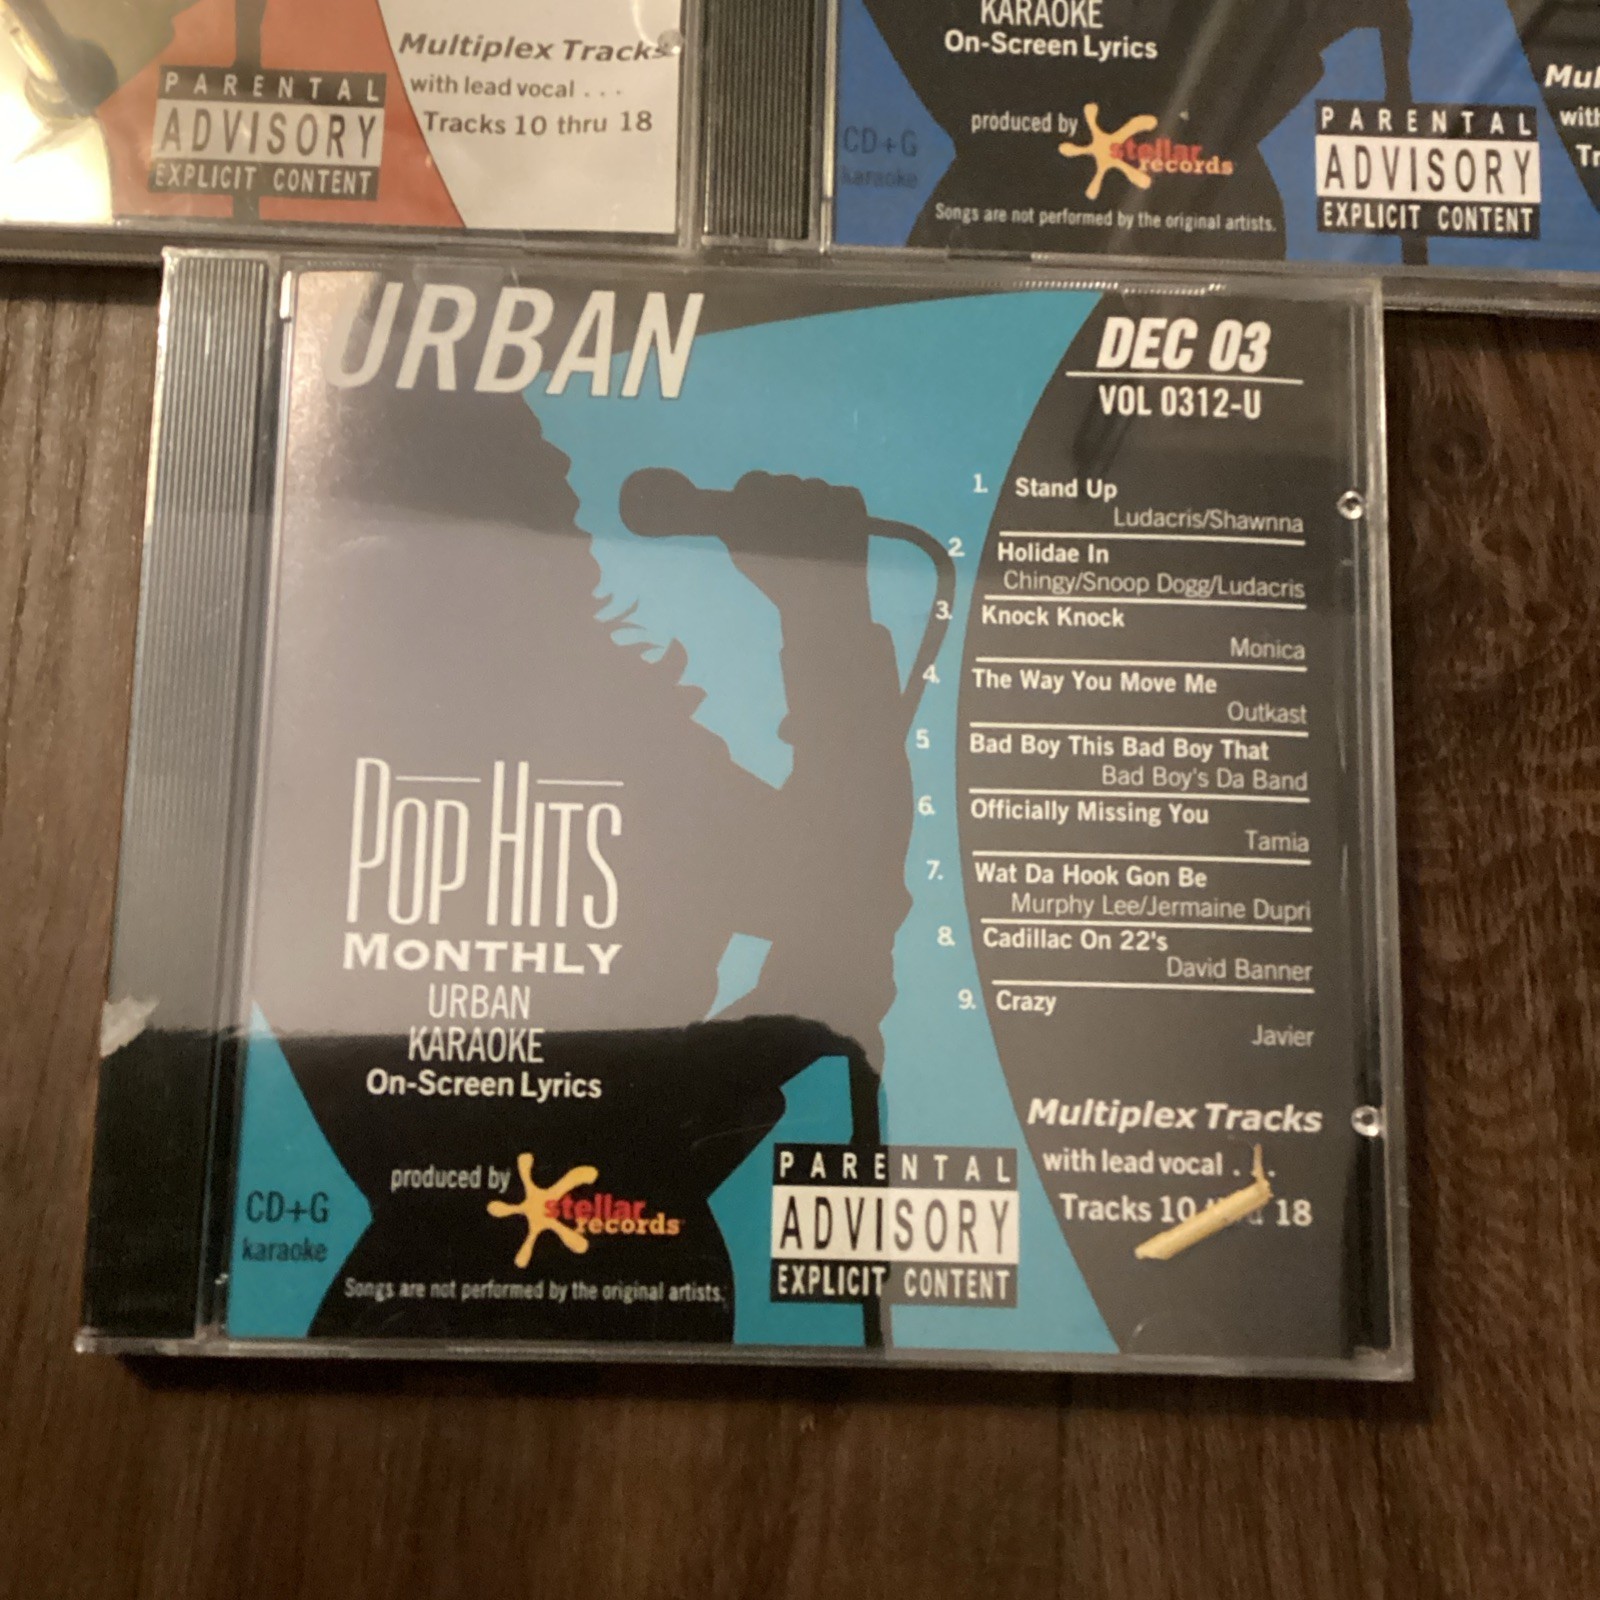 Multiplex Tracks
with lead vocal . . .
Tracks 10 thru 18
PARENTAL
ADVISORY
EXPLICIT CONTENT
KARAOKE
On-Screen Lyrics
produced by
stellar
records
CD+G
karaoke
Songs are not performed by the original artists.
PARENTAL
ADVISORY
EXPLICIT CONTENT
URBAN
DEC 03
VOL 0312-U
1. Stand Up
Ludacris/Shawnna
2 Holidae In
Chingy/Snoop Dogg/Ludacris
3. Knock Knock
Monica
4. The Way You Move Me
Outkast
5 Bad Boy This Bad Boy That
Bad Boy's Da Band
6. Officially Missing You
Tamia
7. Wat Da Hook Gon Be
Murphy Lee/Jermaine Dupri
8. Cadillac On 22's
David Banner
9. Crazy
Javier
POP HITS
MONTHLY
URBAN
KARAOKE
On-Screen Lyrics
produced by
stellar
records
CD+G
karaoke
Songs are not performed by the original artists.
PARENTAL
ADVISORY
EXPLICIT CONTENT
Multiplex Tracks
with lead vocal . . .
Tracks 10 18